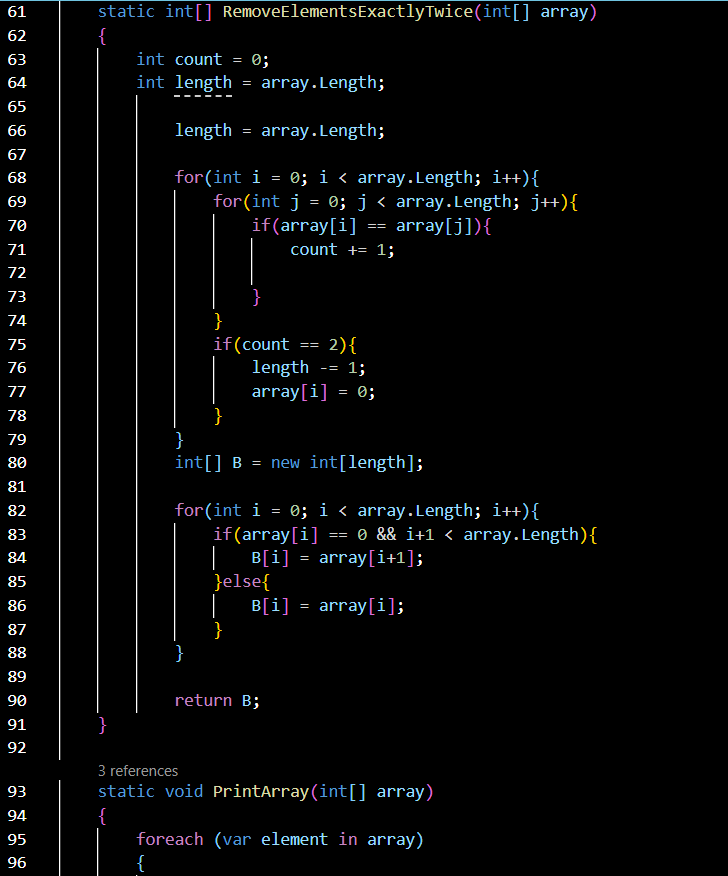 61 static int[] RemoveElementsExactlyTwice(int[] array)
62 {
63 int count = 0;
64 int length = array.Length;
65
66 length = array.Length;
67
68 for(int i = 0; i < array.Length; i++){
69 for(int j = 0; j < array.Length; j++){
70 if(array[i] == array[j]){
71 count += 1;
72
73 }
74 }
75 if(count == 2){
76 length -= 1;
77 array[i] = 0;
78 }
79 }
80 int[] B = new int[length];
81
82 for(int i = 0; i < array.Length; i++){
83 if(array[i] == 0 && i+1 < array.Length){
84 B[i] = array[i+1];
85 }else{
86 B[i] = array[i];
87 }
88 }
89
90 return B;
91 }
92
3 references
93 static void PrintArray(int[] array)
94 {
95 foreach (var element in array)
96 {